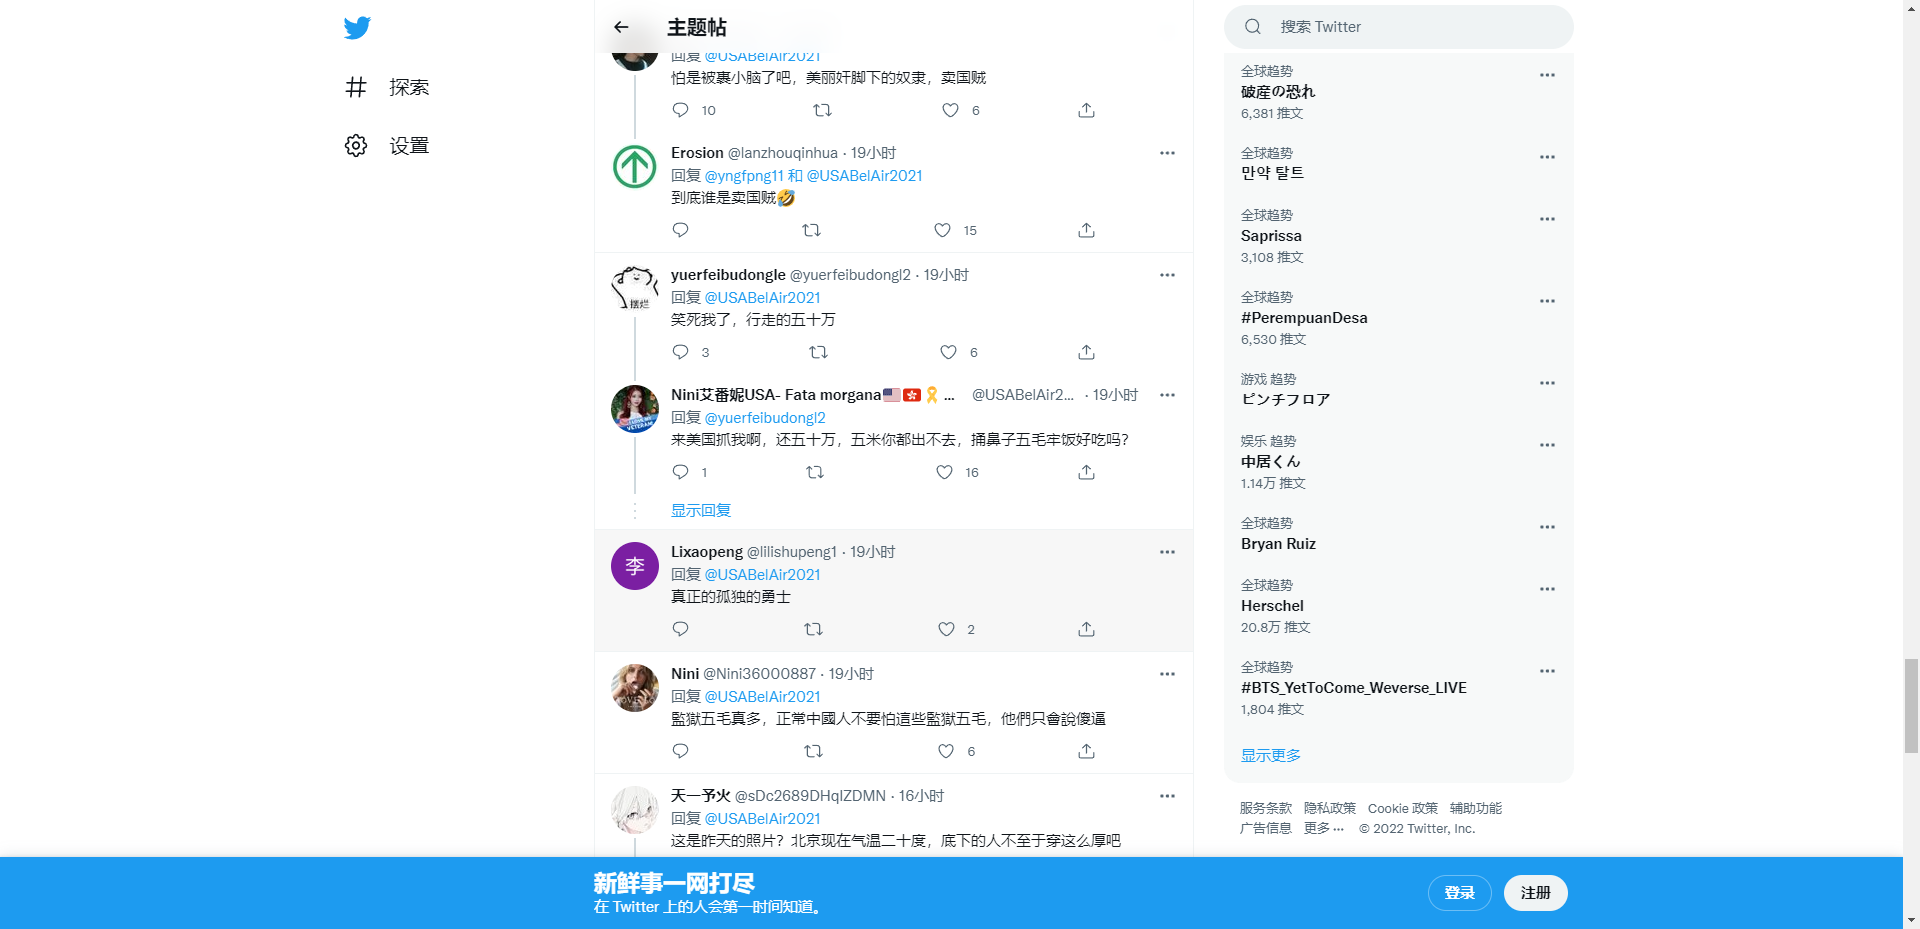 探索
设置
主题帖
回复 @USABelAir2021
怕是被裹小脑了吧，美丽奸脚下的奴隶，卖国贼
10
6
Erosion @lanzhouqinhua · 19小时
回复 @yngfpng11 和 @USABelAir2021
到底谁是卖国贼🤣
15
yuerfeibudongle @yuerfeibudongl2 · 19小时
回复 @USABelAir2021
笑死我了，行走的五十万
摆烂
3
6
Nini艾番妮USA- Fata morgana🇺🇸🇭🇰🎗️ ... @USABelAir2... · 19小时
回复 @yuerfeibudongl2
来美国抓我啊，还五十万，五米你都出不去，捅鼻子五毛牢饭好吃吗？
VETERAN
1
16
显示回复
李
Lixaopeng @lilishupeng1 · 19小时
回复 @USABelAir2021
真正的孤独的勇士
2
Nini @Nini36000887 · 19小时
回复 @USABelAir2021
監獄五毛真多，正常中國人不要怕這些監獄五毛，他們只會說傻逼
6
天一予火 @sDc2689DHqIZDMN · 16小时
回复 @USABelAir2021
这是昨天的照片？北京现在气温二十度，底下的人不至于穿这么厚吧
搜索 Twitter
全球趋势
破産の恐れ
6,381 推文
全球趋势
만약 탈트
全球趋势
Saprissa
3,108 推文
全球趋势
#PerempuanDesa
6,530 推文
游戏 趋势
ピンチフロア
娱乐 趋势
中居くん
1.14万 推文
全球趋势
Bryan Ruiz
全球趋势
Herschel
20.8万 推文
全球趋势
#BTS_YetToCome_Weverse_LIVE
1,804 推文
显示更多
服务条款 隐私政策 Cookie 政策 辅助功能
广告信息 更多 ··· © 2022 Twitter, Inc.
新鲜事一网打尽
在 Twitter 上的人会第一时间知道。
登录
注册